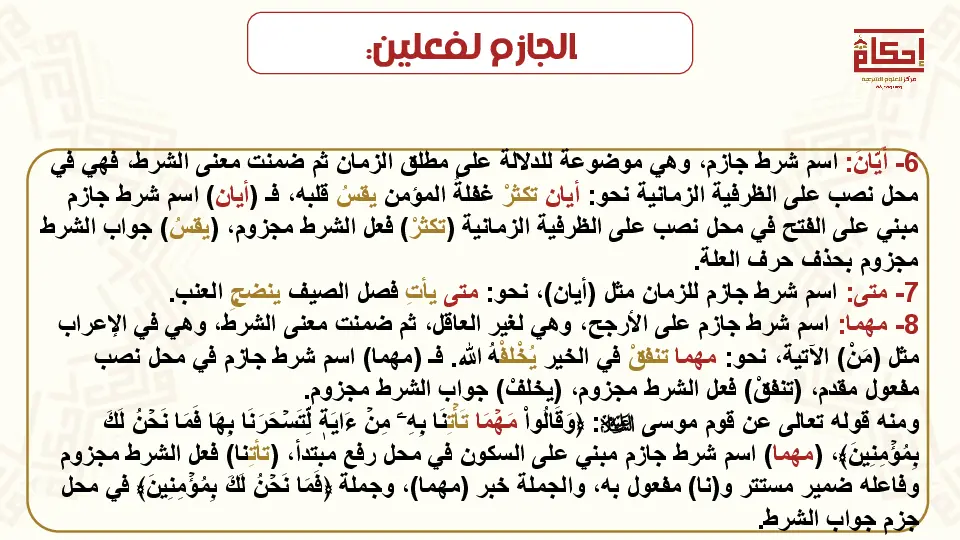 الجازم لفعلين:
إحكام
مركز للعلوم الشرعية
6- أَيَّانَ: اسم شرط جازم، وهي موضوعة للدلالة على مطلق الزمان ثم ضمنت معنى الشرط، فهي في
محل نصب على الظرفية الزمانية نحو: أيان تكثرْ غفلةُ المؤمن يقسُ قلبه، فـ (أيان) اسم شرط جازم
مبني على الفتح في محل نصب على الظرفية الزمانية (تكثرْ) فعل الشرط مجزوم، (يقسُ) جواب الشرط
مجزوم بحذف حرف العلة.
7- متى: اسم شرط جازم للزمان مثل (أيان)، نحو: متى يأتِ فصل الصيف ينضجِ العنب.
8- مهما: اسم شرط جازم على الأرجح، وهي لغير العاقل، ثم ضمنت معنى الشرط، وهي في الإعراب
مثل (مَنْ) الآتية، نحو: مهما تنفقْ في الخير يُخْلفْهُ الله. فـ (مهما) اسم شرط جازم في محل نصب
مفعول مقدم، (تنفقْ) فعل الشرط مجزوم، (يخلفْ) جواب الشرط مجزوم.
ومنه قوله تعالى عن قوم موسى ﷺ: ﴿وَقَالُواْ مَهۡمَا تَأۡتِنَا بِهِۦ مِنۡ ءَايَةٖ لِّتَسۡحَرَنَا بِهَا فَمَا نَحۡنُ لَكَ
بِمُؤۡمِنِينَ﴾، (مهما) اسم شرط جازم مبني على السكون في محل رفع مبتدأ، (تأتِنا) فعل الشرط مجزوم
وفاعله ضمير مستتر و(نا) مفعول به، والجملة خبر (مهما)، وجملة ﴿فَمَا نَحۡنُ لَكَ بِمُؤۡمِنِينَ﴾ في محل
جزم جواب الشرط.